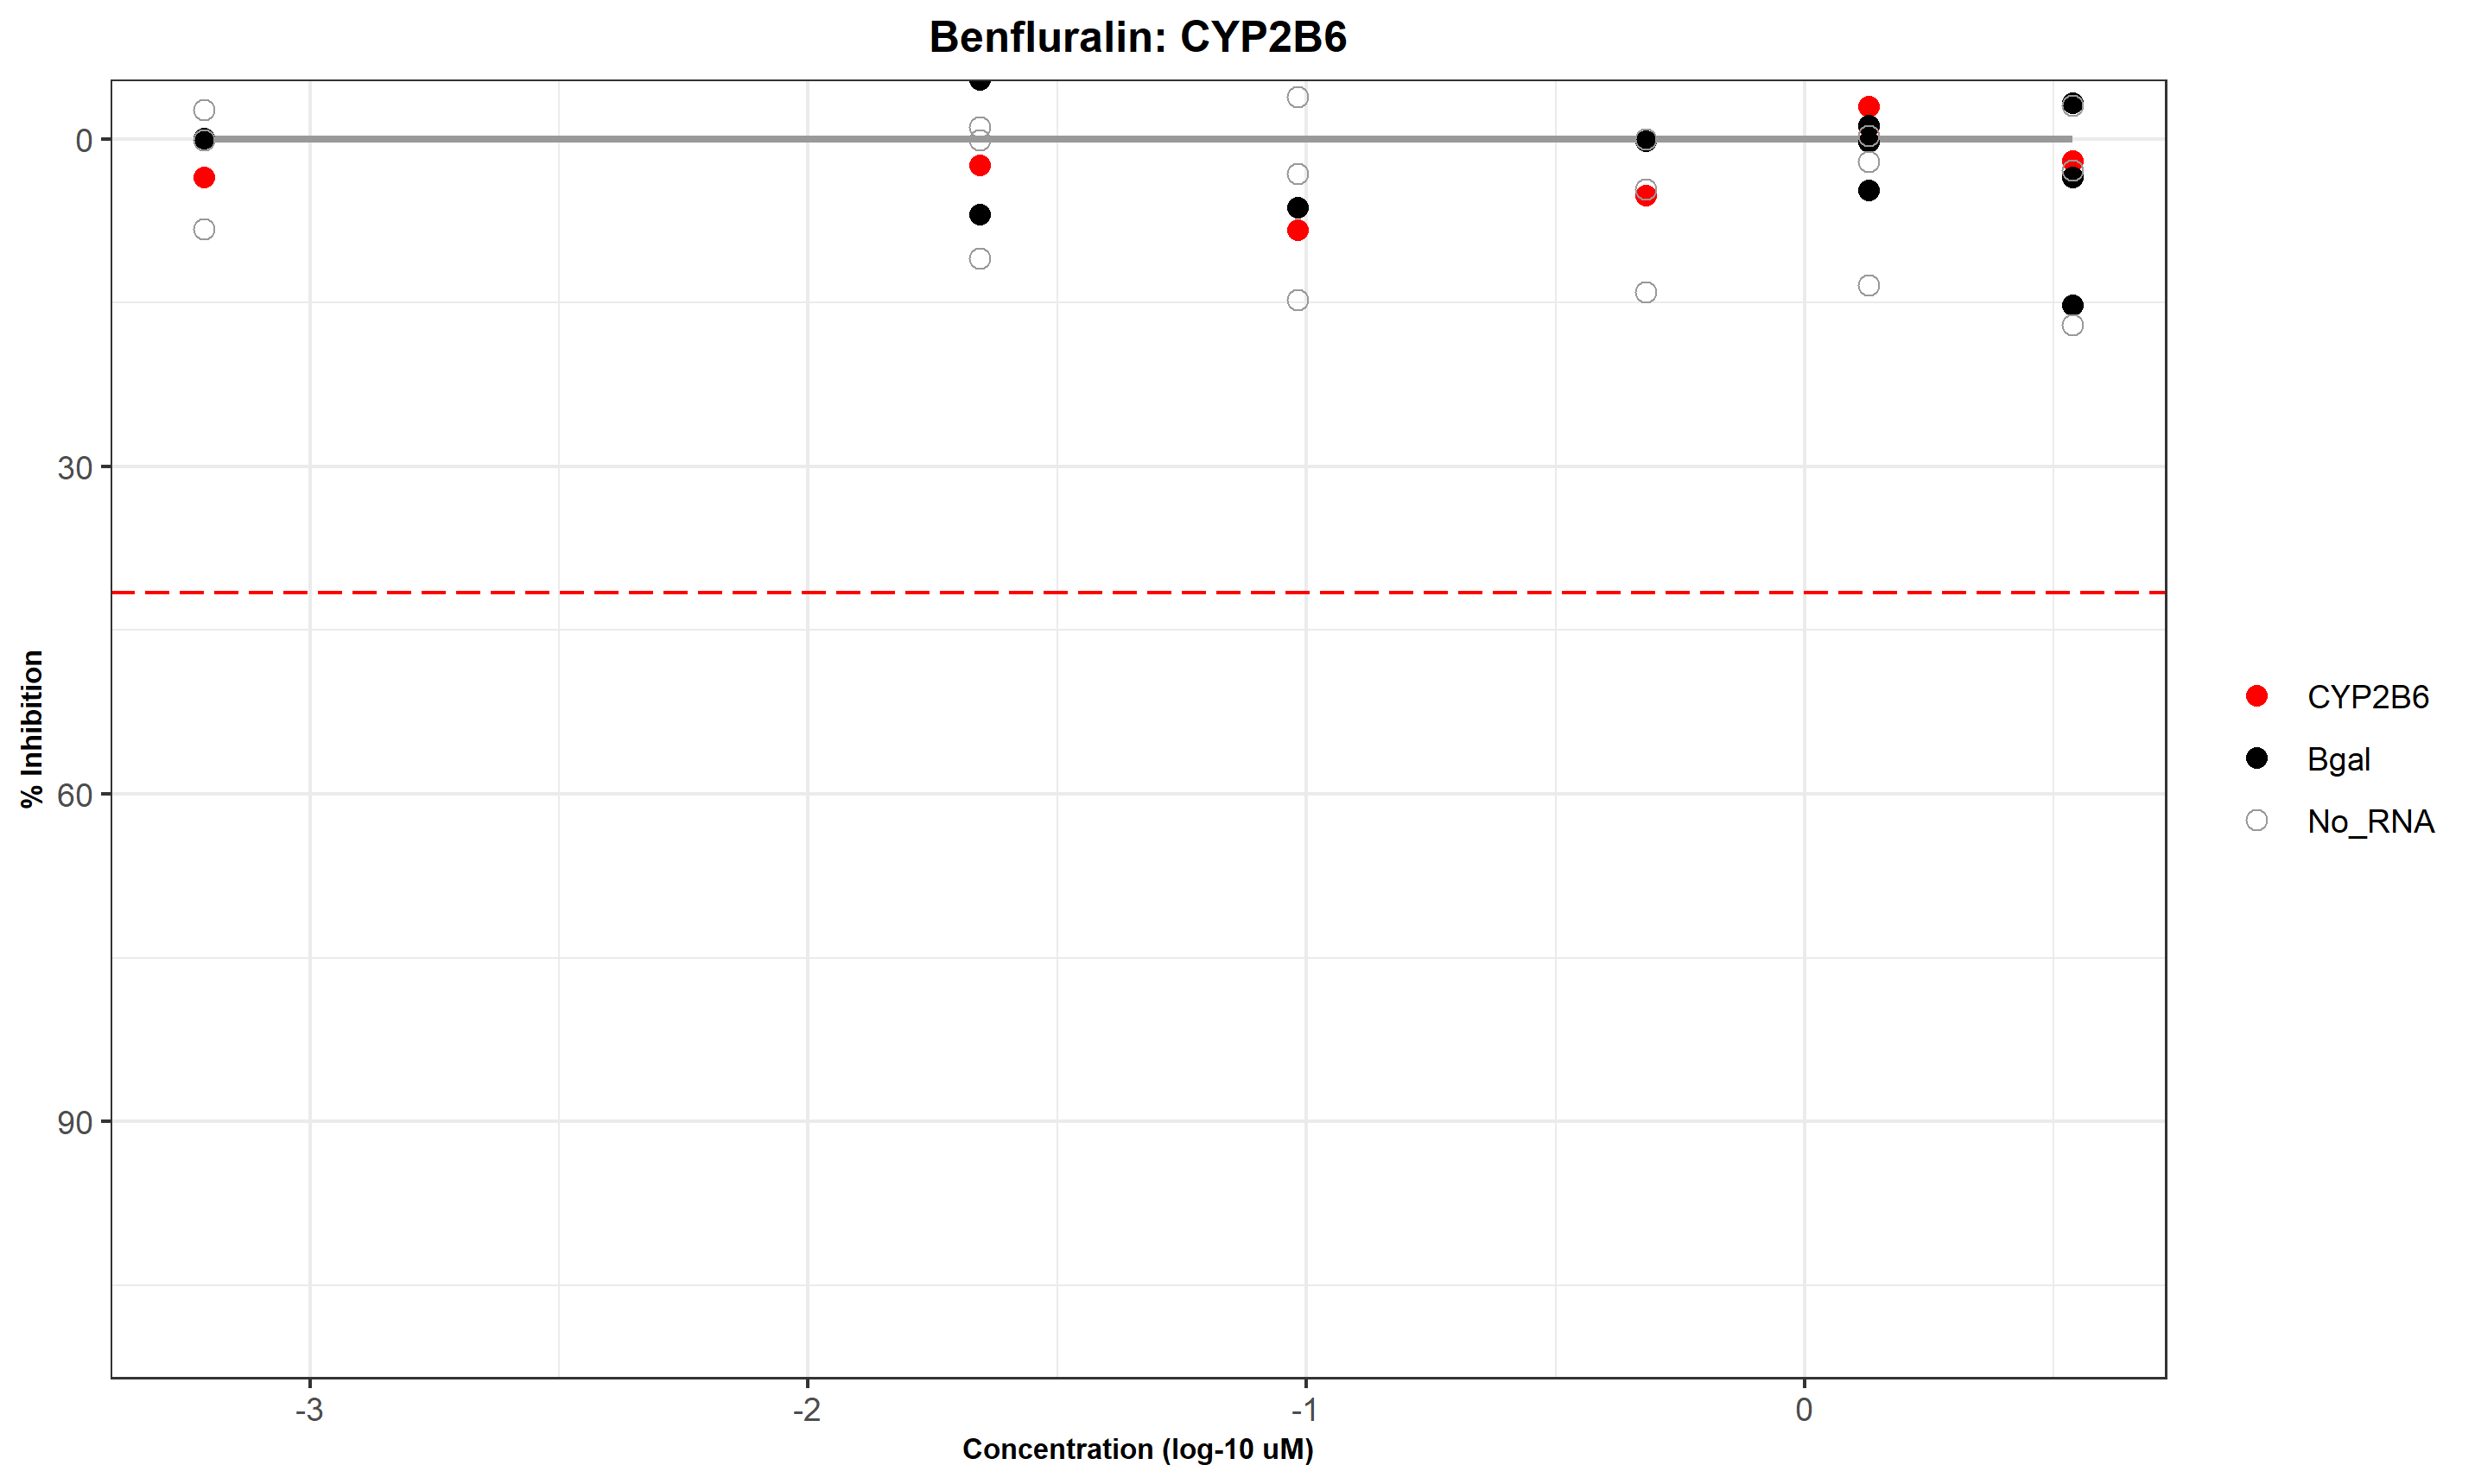 Benfluralin: CYP2B6
0
30
60
90
% Inhibition
-3
-2
-1
0
Concentration (log-10 uM)
CYP2B6
Bgal
No_RNA